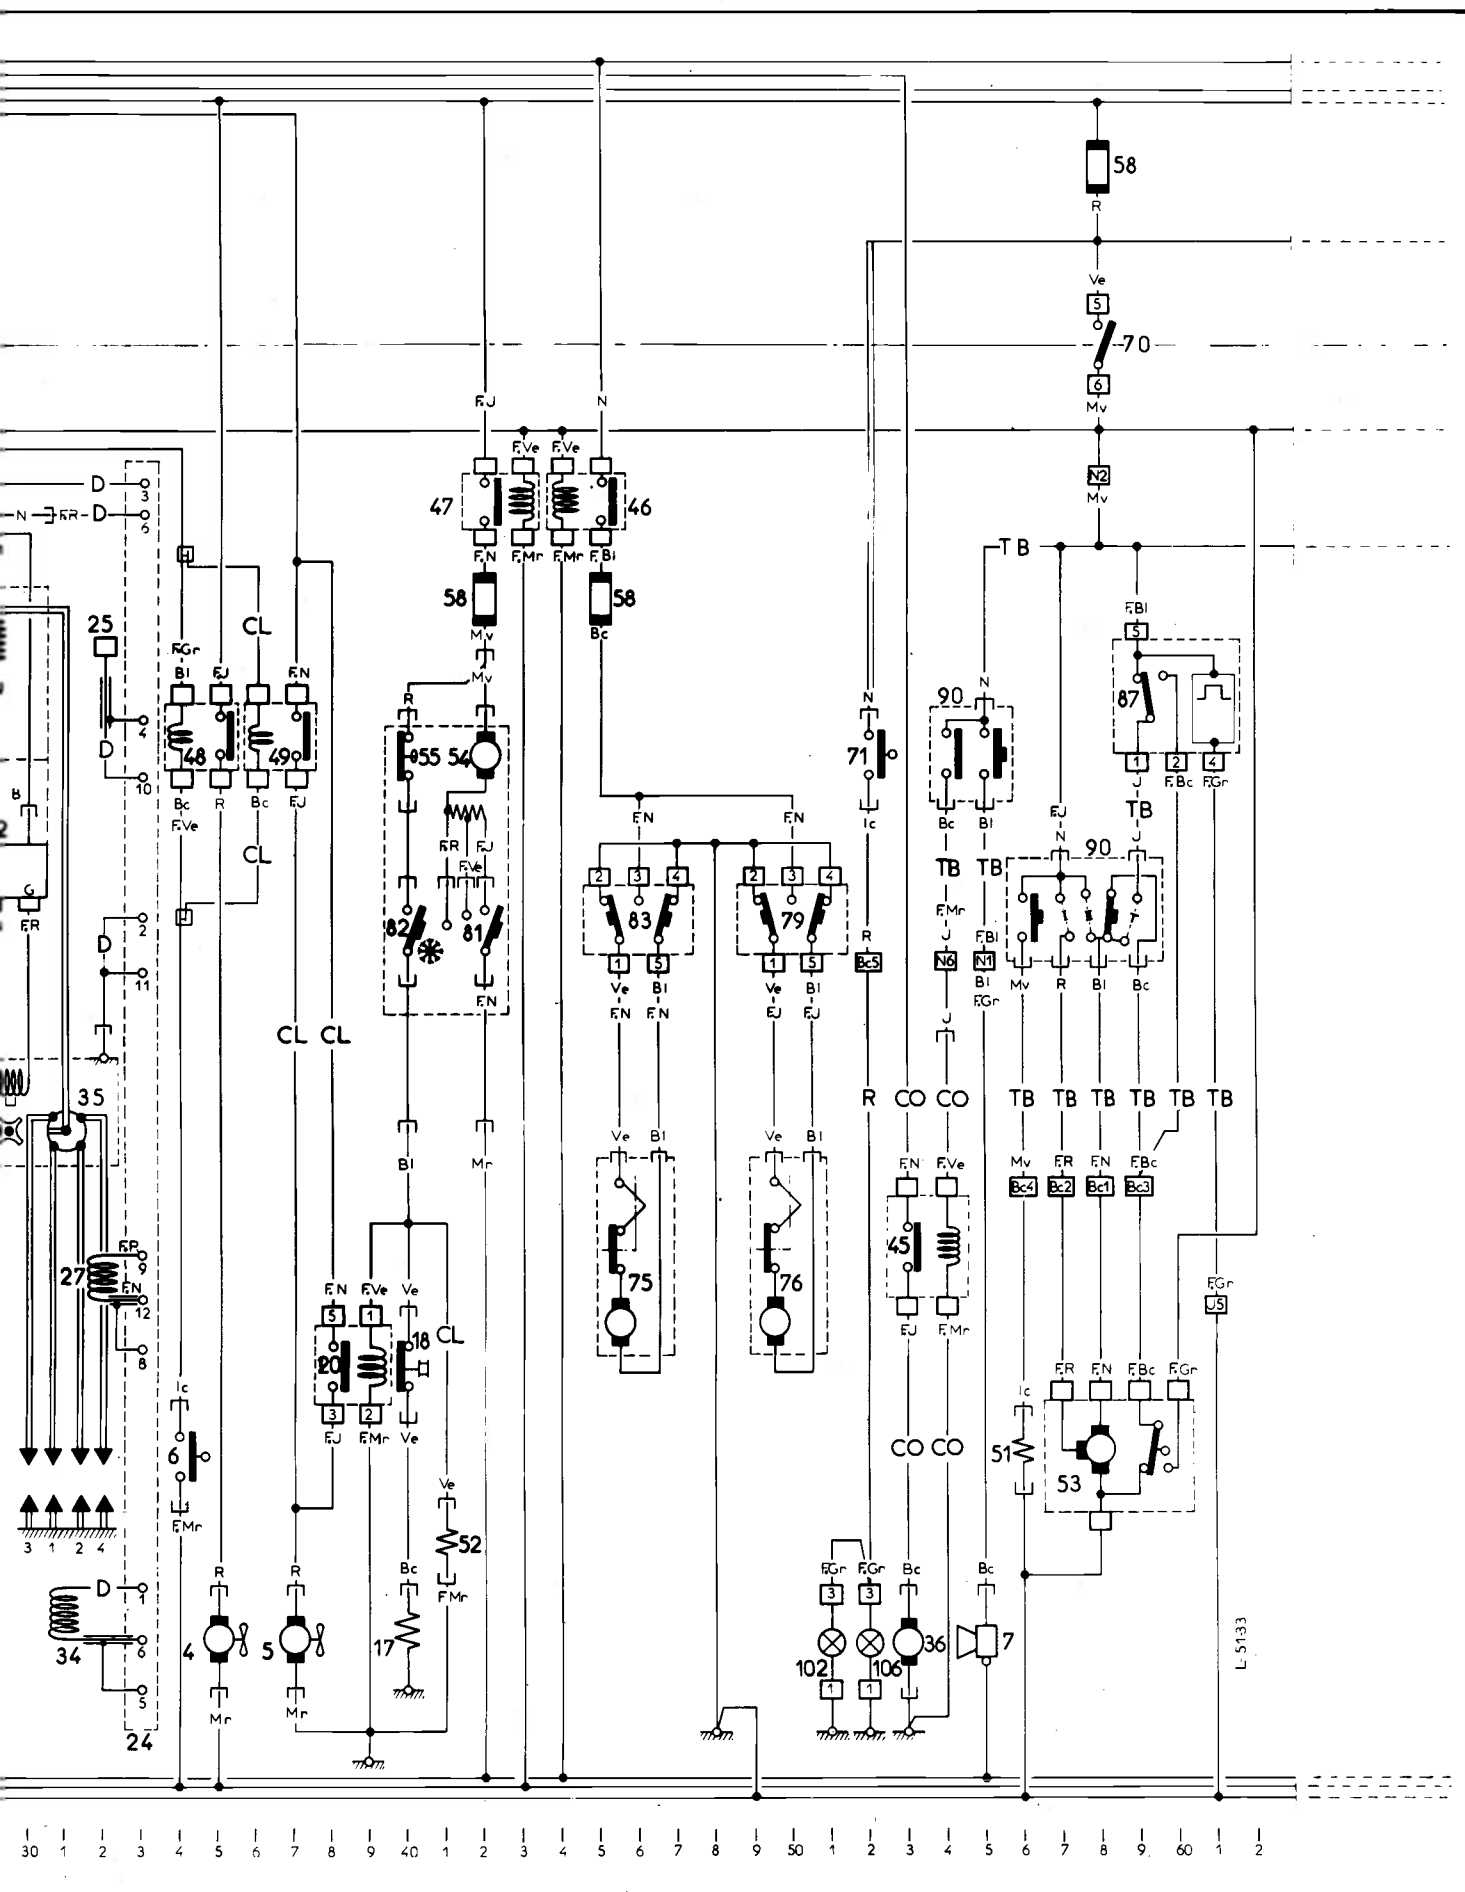 58
R
Ve
5
70
6
Mv
F.J
N
F.Ve F.Ve
D
3
47
46
N2
N F.R D
6
Mv
F.N F.Mr F.Mr F.Bl
TB
58
58
25
CL
Mv
Bc
F.Bl
5
F.Gr
Bl F.J F.N
Mv
R
N
N
90
87
4
D
48
49
55 54
71
1 2 4
10
Bc R Bc F.J
J F.Bc F.Gr
B
F.Ve
F.N F.N
Ic
Bc Bl
TB
F.J
N
J
CL
F.R F.J
F.Ve
90
TB TB
2 3 4 2 3 4
G
F.R
2
82
81
83
79
F.Mr
J
F.Bl
R
D
1 5 1 5
Bc5 N6 N1
11
Ve Bl Ve Bl
Bl
F.Gr
Mv R Bl Bc
F.N
F.N F.N F.J F.J
J
CL CL
35
R CO CO TB TB TB TB TB TB
Ve Bl Ve Bl
Bl Mr
F.N F.Ve Mv F.R F.N F.Bc
Bc4 Bc2 Bc1 Bc3
45
F.R
9
27
F.N
12
F.N F.Ve Ve
75
76
F.Gr
J5
5 1
F.J F.Mr
8
20
18 CL
F.R F.N F.Bc F.Gr
Ic
Ic
3 2
F.J F.Mr Ve
6
CO CO
51
53
Ve
F.Mr
52
3 1 2 4
R R Bc
F.Gr F.Gr Bc Bc
D
1
F.Mr
3 3
34
6
4
5
17
102
106
36
7
L-51-33
1 1
5
Mr Mr
24
30 1 2 3 4 5 6 7 8 9 40 1 2 3 4 5 6 7 8 9 50 1 2 3 4 5 6 7 8 9 60 1 2